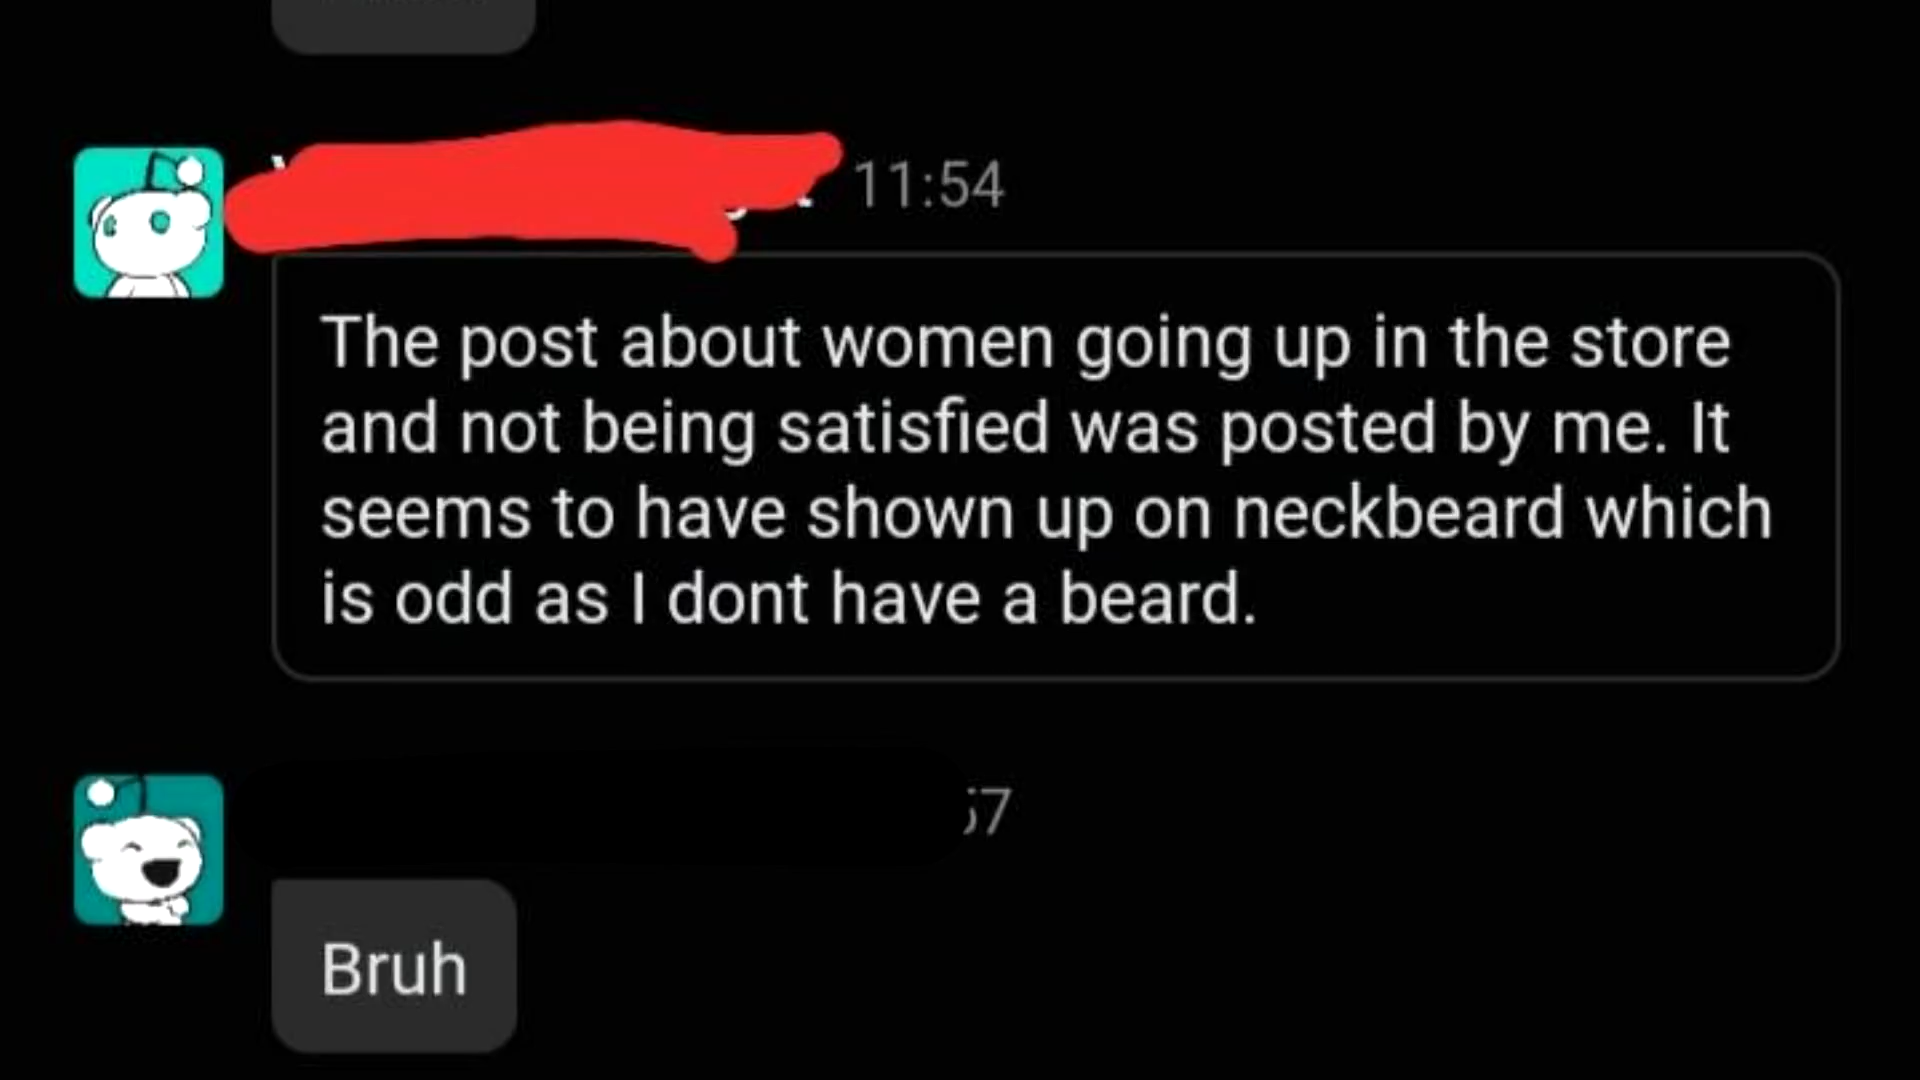 11:54
The post about women going up in the store
and not being satisfied was posted by me. It
seems to have shown up on neckbeard which
is odd as I dont have a beard.
Bruh